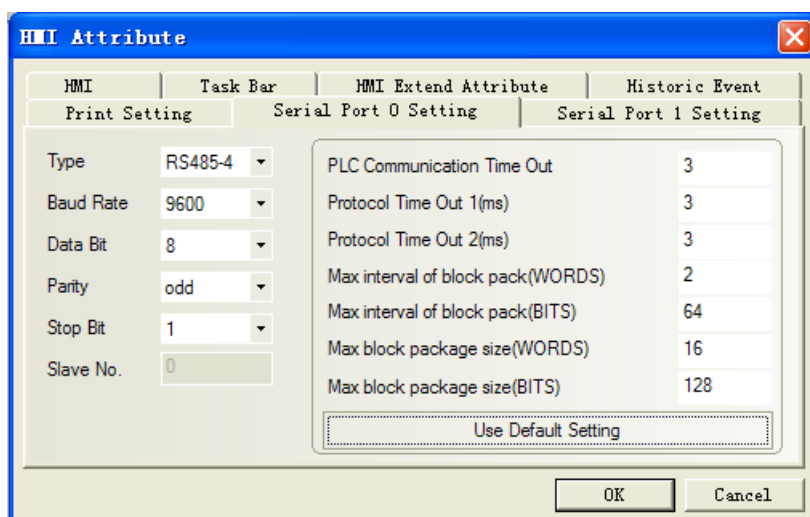 HMI Attribute
HMI
Task Bar
HMI Extend Attribute
Historic Event
Print Setting
Serial Port 0 Setting
Serial Port 1 Setting
Type
RS485-4
Baud Rate
9600
Data Bit
8
Parity
odd
Stop Bit
1
Slave No.
0
PLC Communication Time Out
3
Protocol Time Out 1(ms)
3
Protocol Time Out 2(ms)
3
Max interval of block pack(WORDS)
2
Max interval of block pack(BITS)
64
Max block package size(WORDS)
16
Max block package size(BITS)
128
Use Default Setting
OK
Cancel